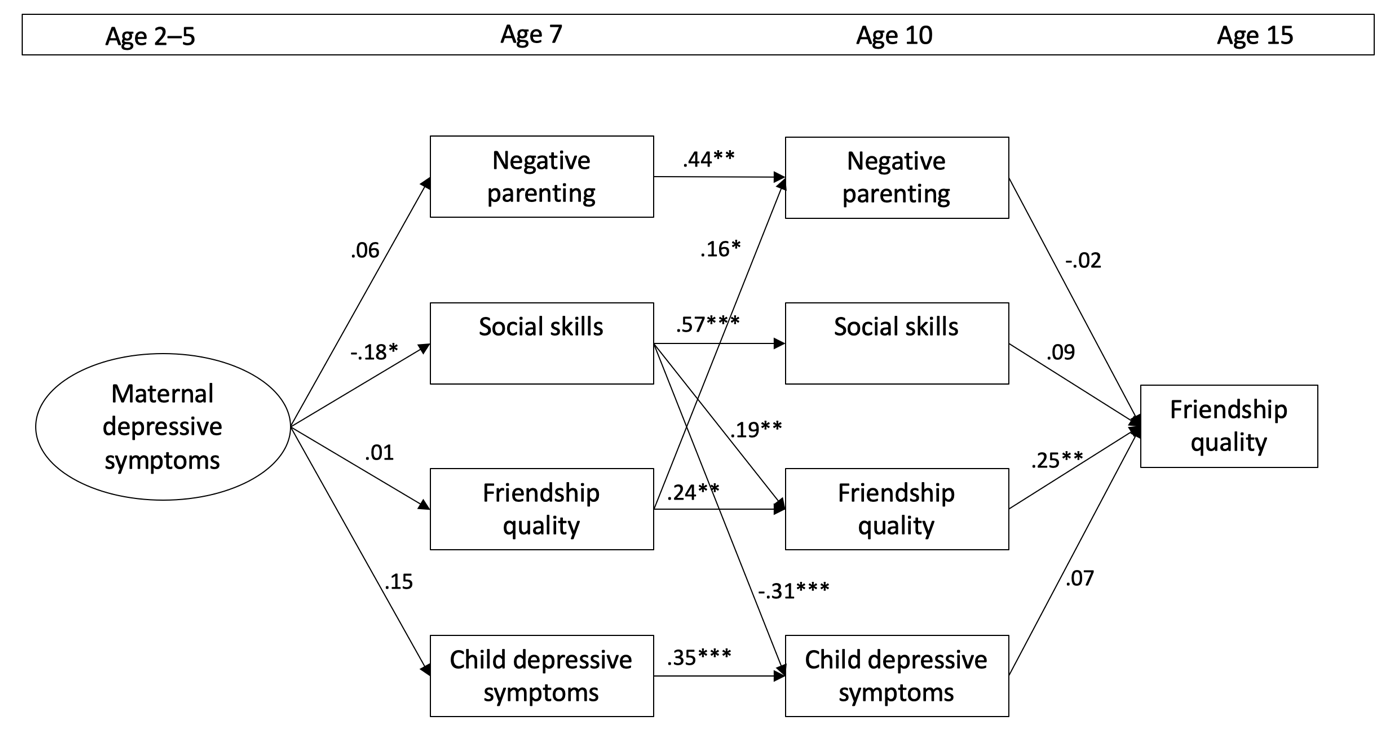 Age 2–5
Age 7
Age 10
Age 15
Negative
parenting
.44**
Negative
parenting
.06
.16*
-.02
Social skills
.57***
Social skills
-.18*
.09
Maternal
depressive
symptoms
.19**
Friendship
quality
.01
.25**
Friendship
quality
.24**
Friendship
quality
.15
-.31***
.07
Child depressive
symptoms
.35***
Child depressive
symptoms